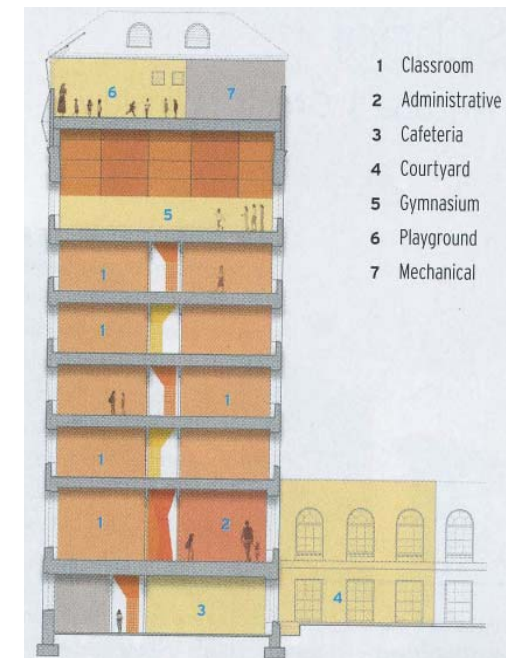 1 Classroom
2 Administrative
3 Cafeteria
4 Courtyard
5 Gymnasium
6 Playground
7 Mechanical
6 7
5
1
1
1
1
1 2
3 4